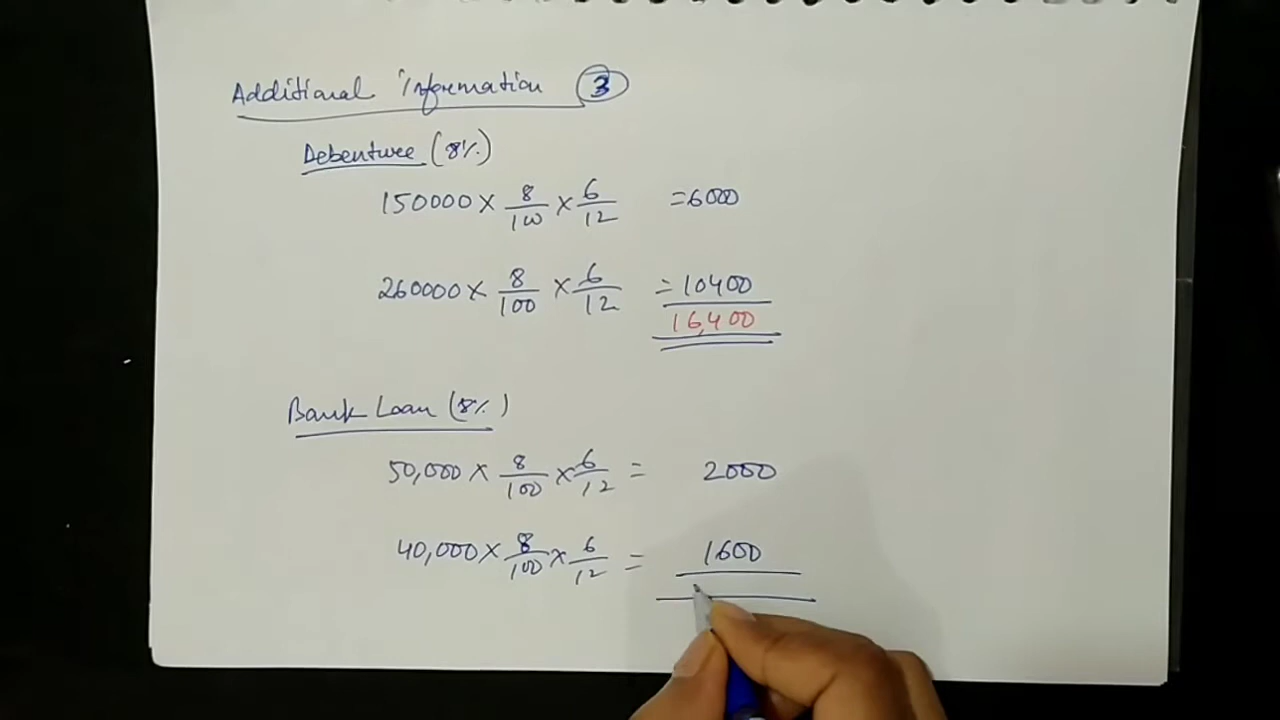 Additional Information 3
Debenture (8%)
150000 × 8/100 × 6/12 = 6000
260000 × 8/100 × 6/12 = 10400
16,400
Bank Loan (8%)
50,000 × 8/100 × 6/12 = 2000
40,000 × 8/100 × 6/12 = 1600